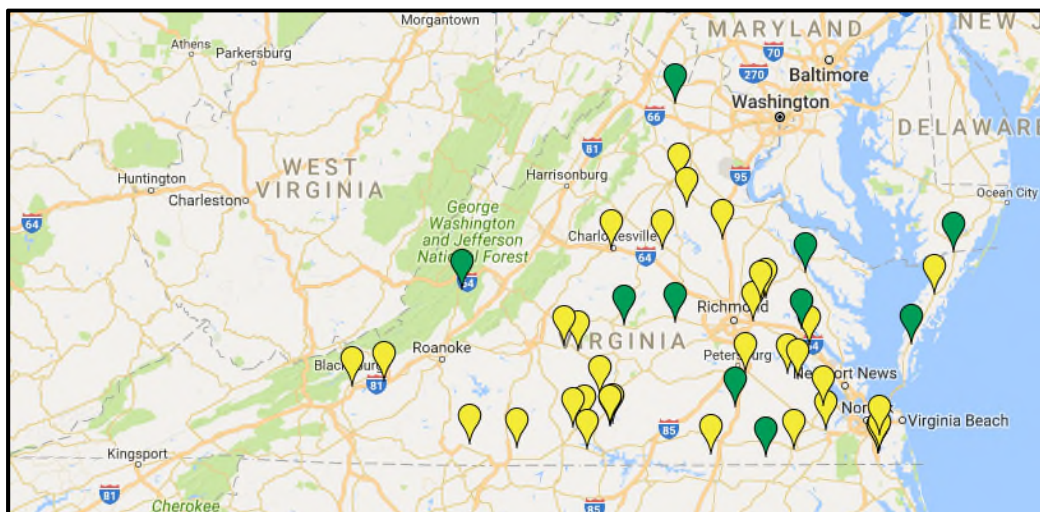 Morgantown
MARYLAND
NEW J
Athens
Parkersburg
70
270
Baltimore
66
Washington
81
DELAWARE
WEST
VIRGINIA
Harrisonburg
95
Huntington
Charleston
George
Washington
and Jefferson
National Forest
Ocean City
64
Charlottesville
64
64
Richmond
VIRGINIA
64
Roanoke
Petersburg
Blacksburg
81
Newport News
Norfolk
Virginia Beach
85
Kingsport
81
Cherokee
85